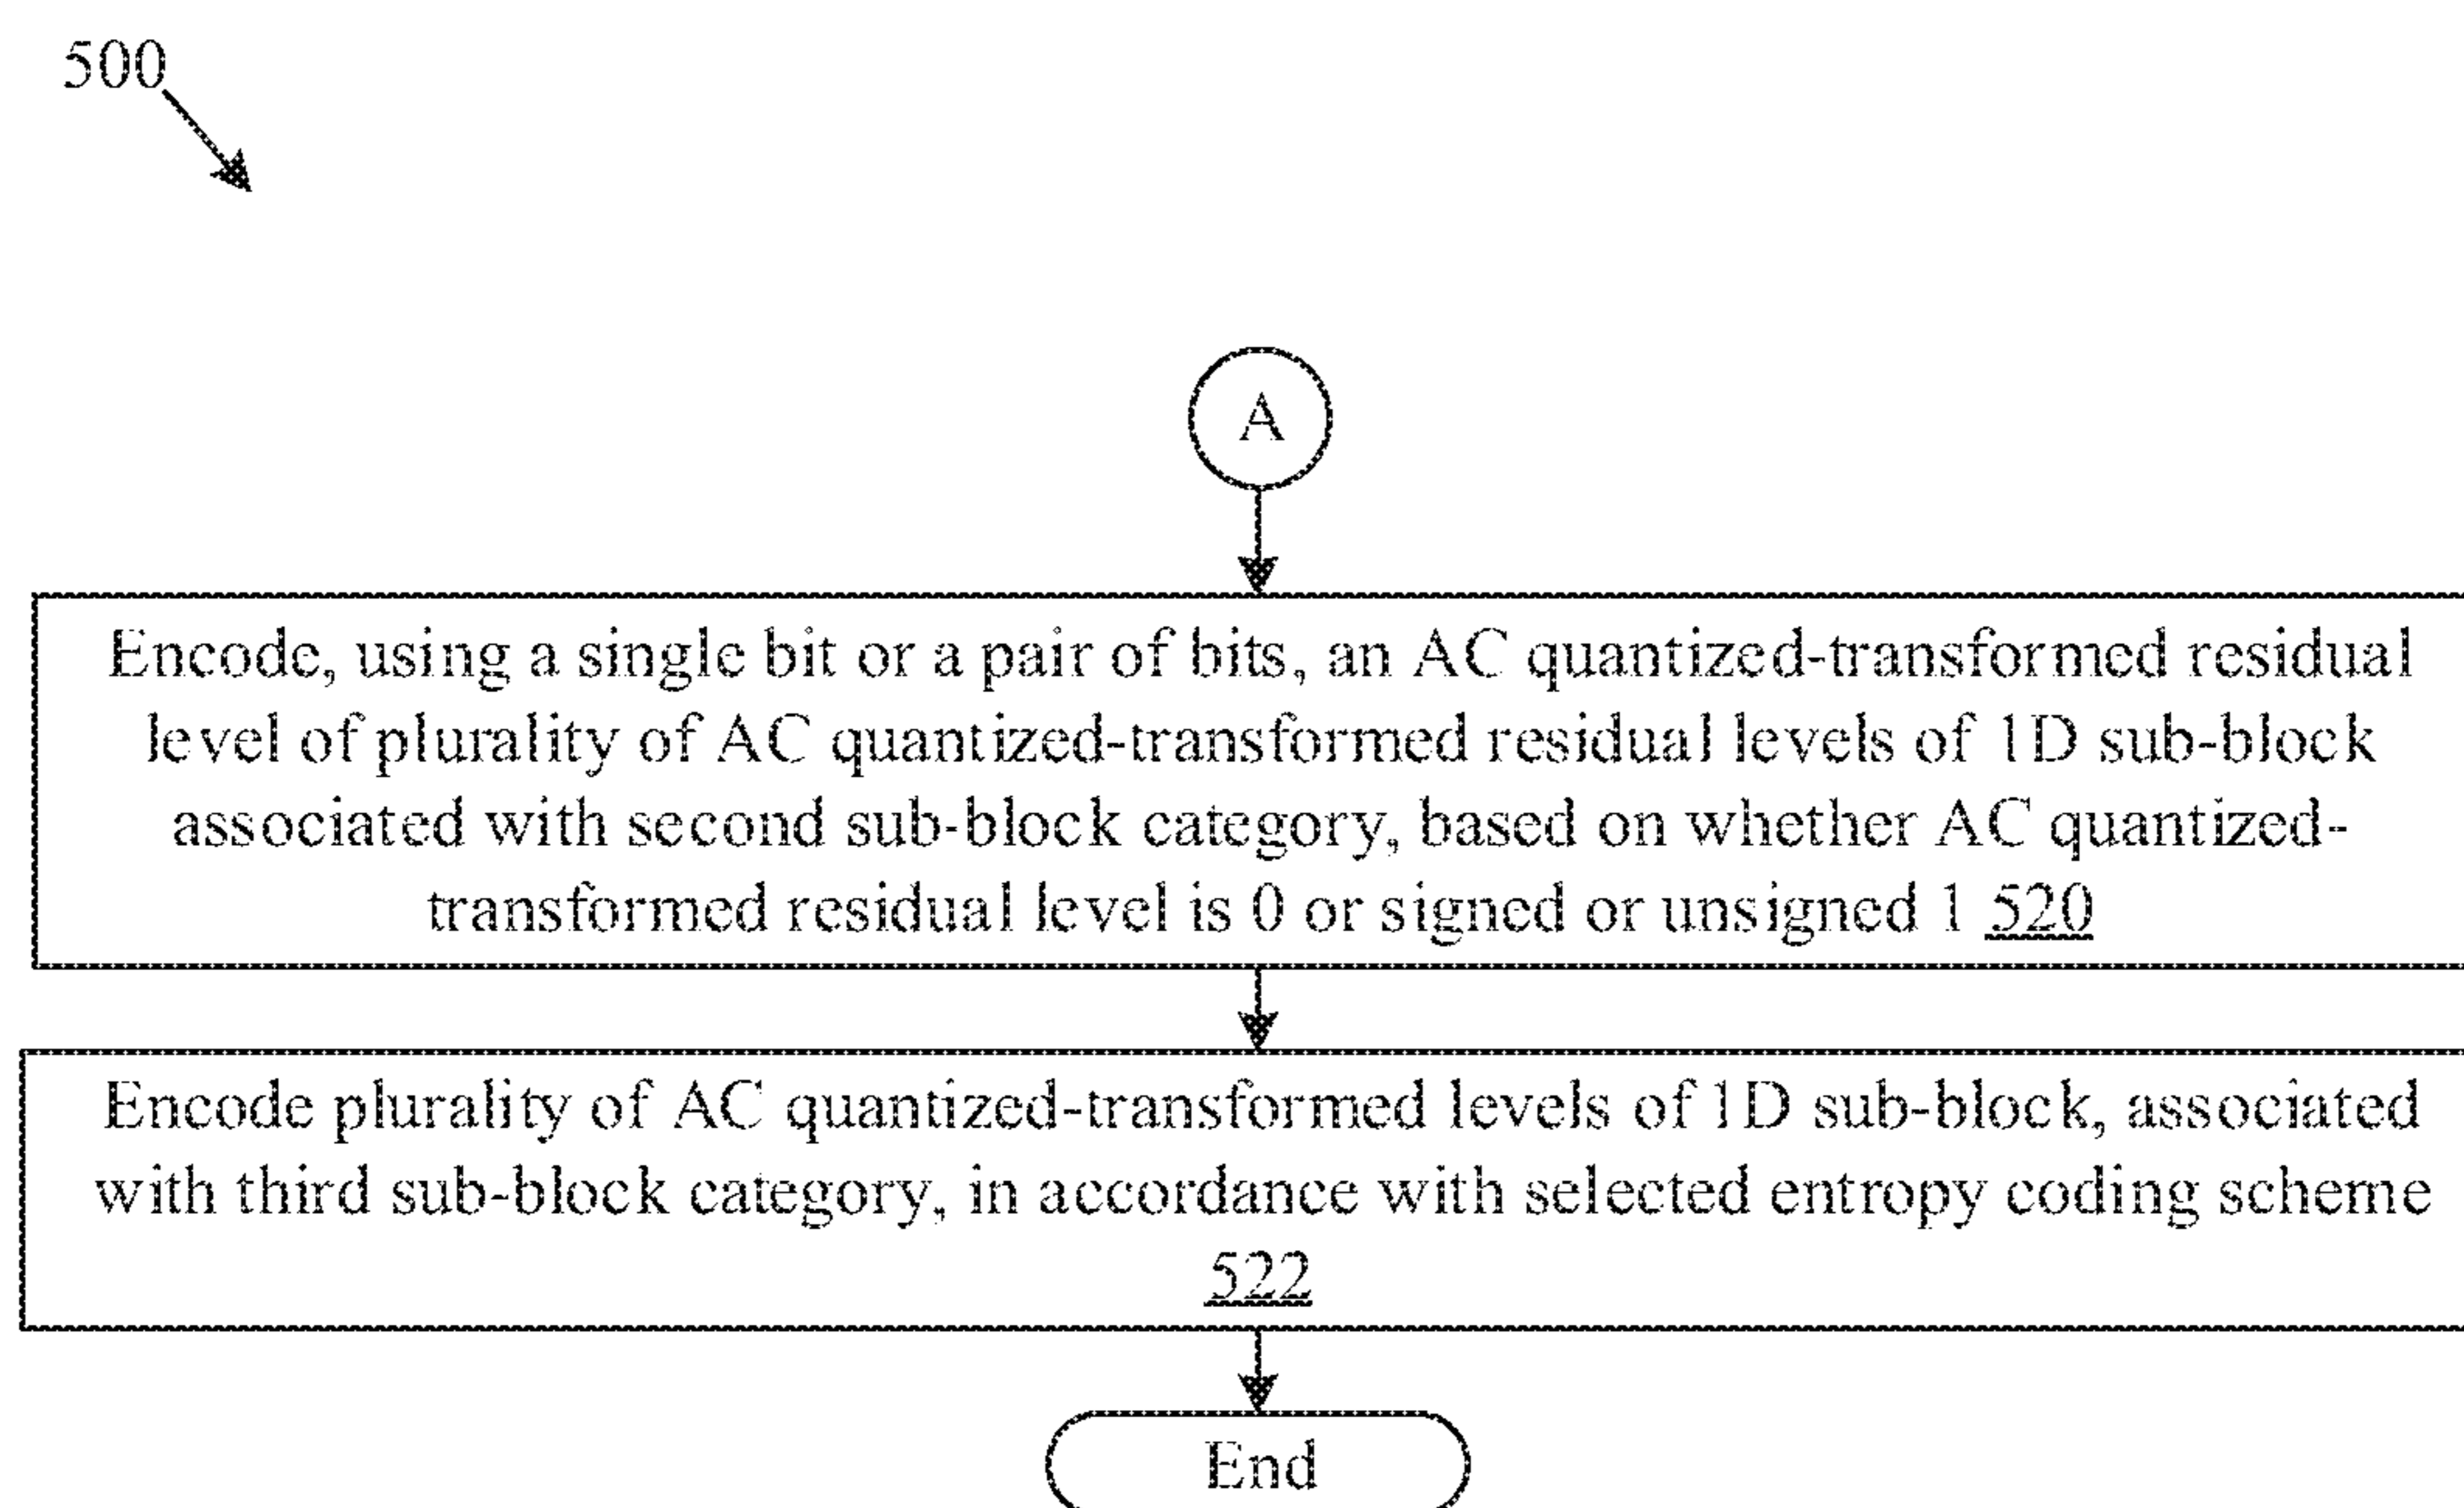 500
A
Encode, using a single bit or a pair of bits, an AC quantized-transformed residual
level of plurality of AC quantized-transformed residual levels of 1D sub-block
associated with second sub-block category, based on whether AC quantized-
transformed residual level is 0 or signed or unsigned 1 520
Encode plurality of AC quantized-transformed levels of 1D sub-block, associated
with third sub-block category, in accordance with selected entropy coding scheme
522
End